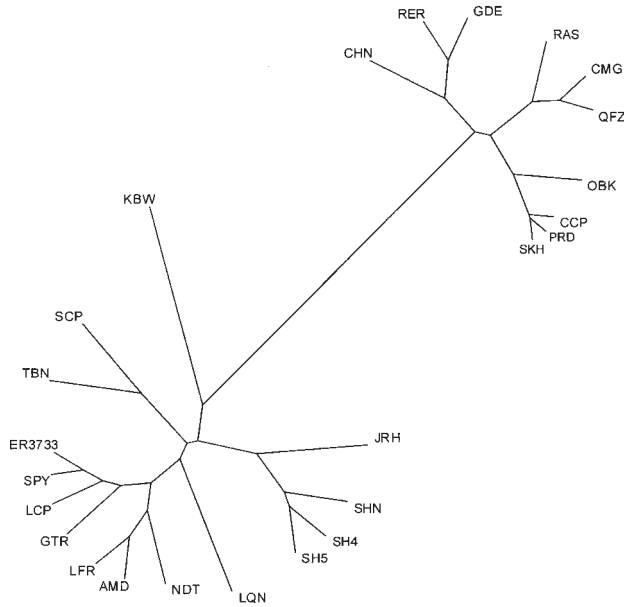 GDE
RER
RAS
CHN
CMG
QFZ
OBK
KBW
CCP
PRD
SKH
SCP
TBN
JRH
ER3733
SPY
SHN
LCP
GTR
SH4
SH5
LFR
AMD
NDT
LQN